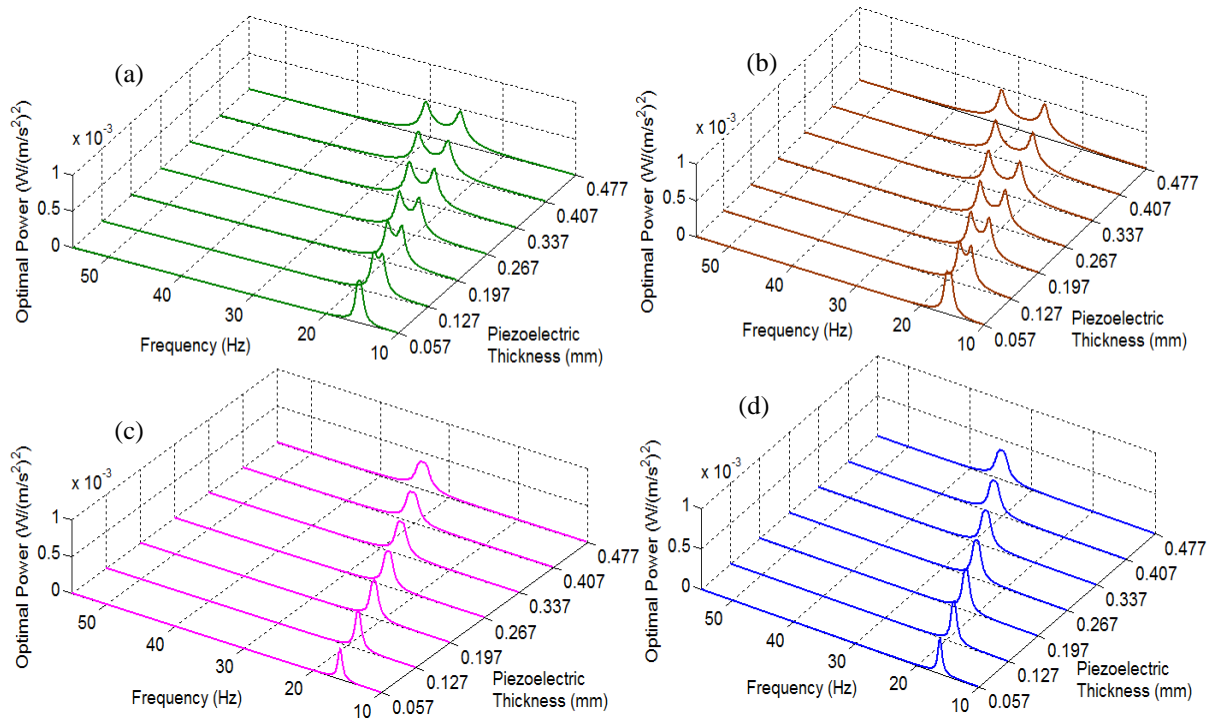 (a)
x 10-3
Optimal Power (W/(m/s2)2)
1
0.5
0
50
40
30
20
10
Frequency (Hz)
0.057
0.127
0.197
0.267
0.337
0.407
0.477
Piezoelectric
Thickness (mm)
(b)
x 10-3
Optimal Power (W/(m/s2)2)
1
0.5
0
50
40
30
20
10
Frequency (Hz)
0.057
0.127
0.197
0.267
0.337
0.407
0.477
Piezoelectric
Thickness (mm)
(c)
x 10-3
Optimal Power (W/(m/s2)2)
1
0.5
0
50
40
30
20
10
Frequency (Hz)
0.057
0.127
0.197
0.267
0.337
0.407
0.477
Piezoelectric
Thickness (mm)
(d)
x 10-3
Optimal Power (W/(m/s2)2)
1
0.5
0
50
40
30
20
10
Frequency (Hz)
0.057
0.127
0.197
0.267
0.337
0.407
0.477
Piezoelectric
Thickness (mm)